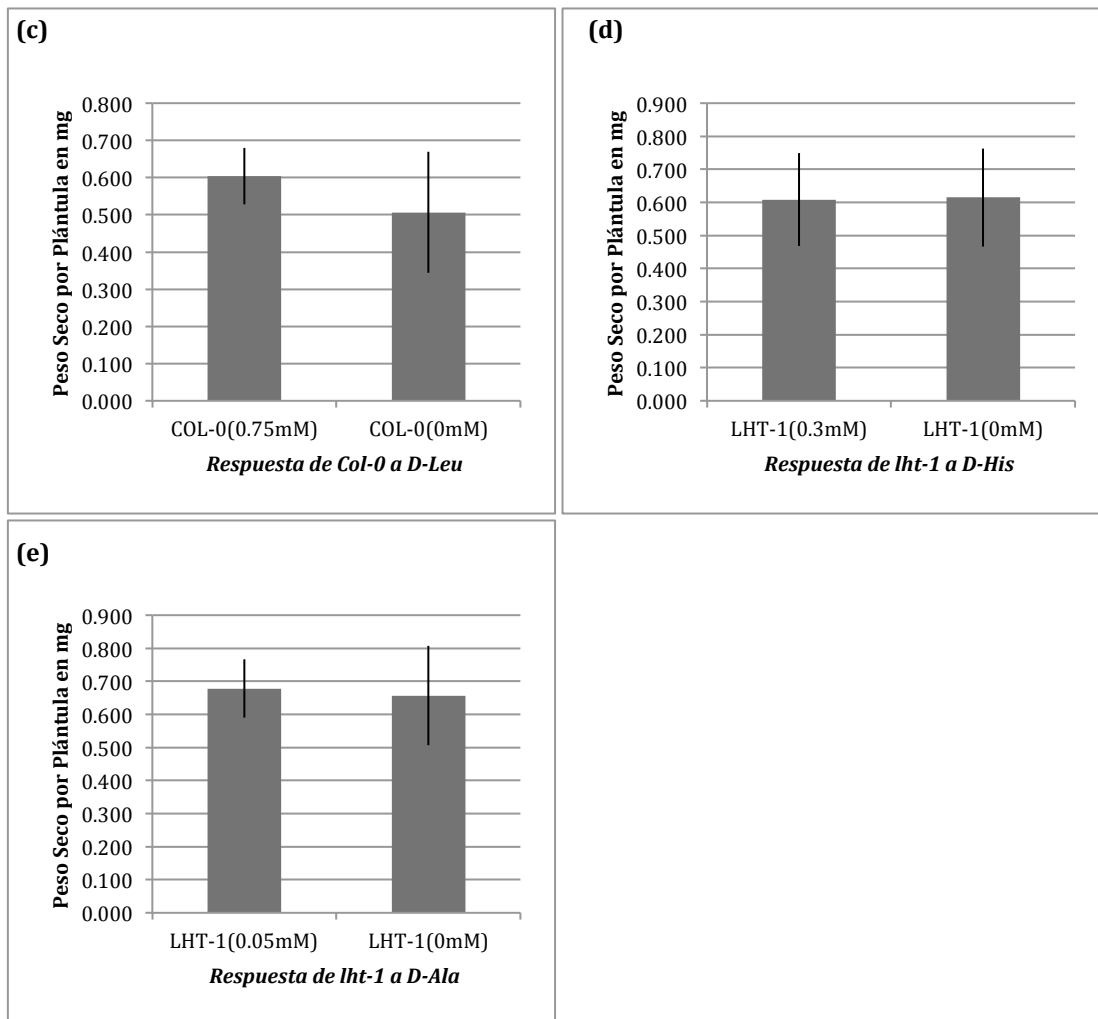 (c)
Peso Seco por Plántula en mg
0.800
0.700
0.600
0.500
0.400
0.300
0.200
0.100
0.000
COL-0(0.75mM) COL-0(0mM)
Respuesta de Col-0 a D-Leu
(d)
Peso Seco por Plántula en mg
0.900
0.800
0.700
0.600
0.500
0.400
0.300
0.200
0.100
0.000
LHT-1(0.3mM) LHT-1(0mM)
Respuesta de lht-1 a D-His
(e)
Peso Seco por Plántula en mg
0.900
0.800
0.700
0.600
0.500
0.400
0.300
0.200
0.100
0.000
LHT-1(0.05mM) LHT-1(0mM)
Respuesta de lht-1 a D-Ala